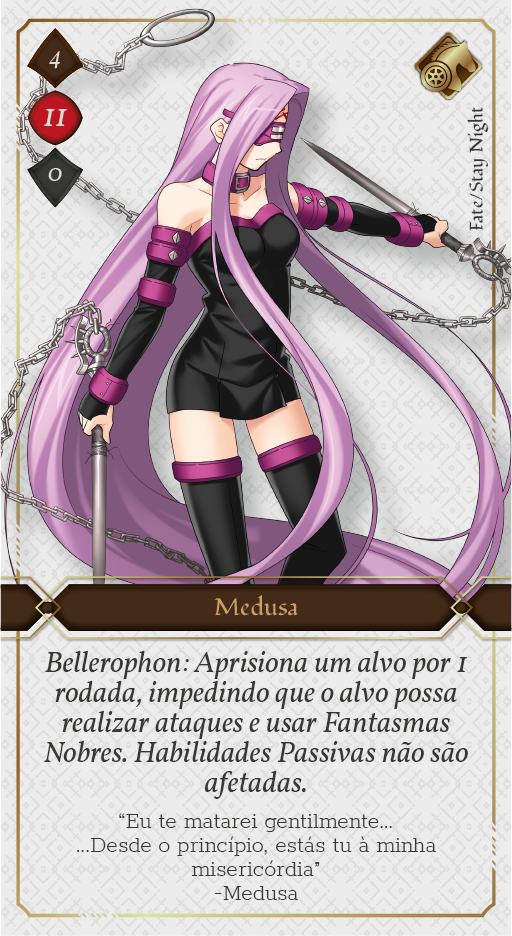 4
II
0
Fate/Stay Night
Medusa
Bellerophon: Aprisiona um alvo por 1
rodada, impedindo que o alvo possa
realizar ataques e usar Fantasmas
Nobres. Habilidades Passivas não são
afetadas.
“Eu te matarei gentilmente...
...Desde o princípio, estás tu à minha
misericórdia”
-Medusa